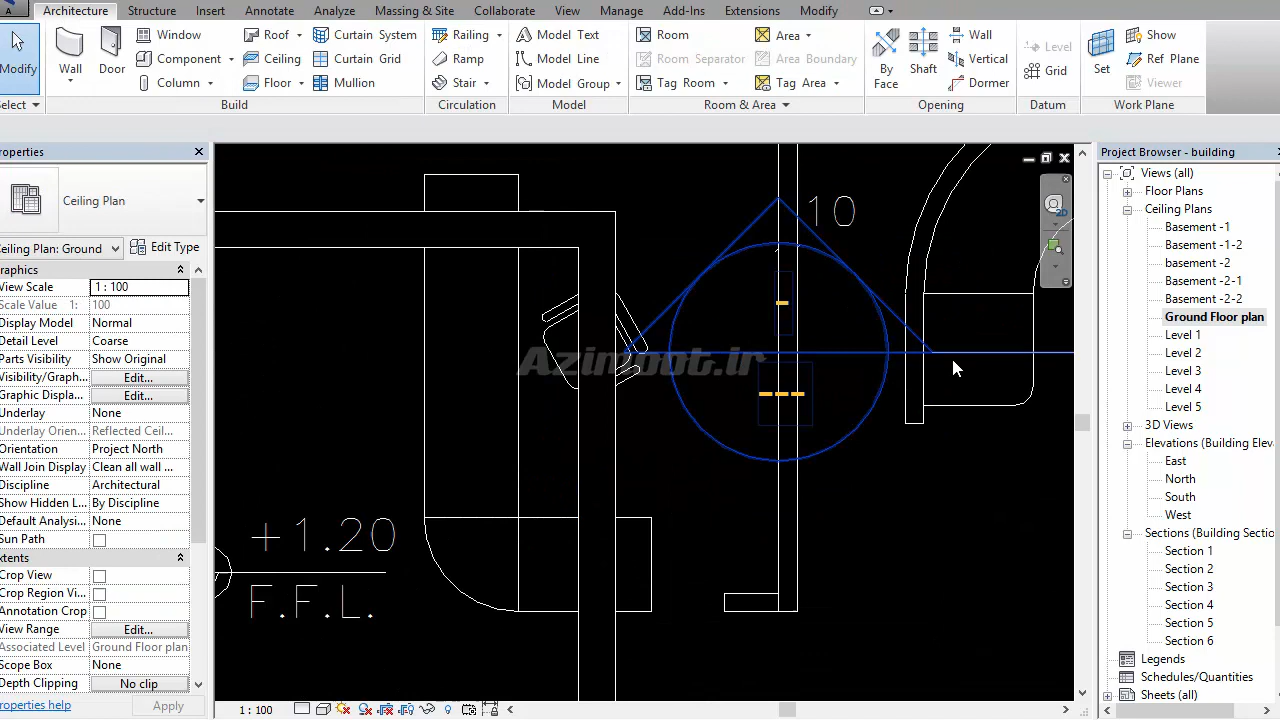 Architecture Structure Insert Annotate Analyze Massing & Site Collaborate View Manage Add-Ins Extensions Modify
Modify
Wall
Door
Window
Component
Column
Roof
Ceiling
Floor
Curtain System
Curtain Grid
Mullion
Railing
Ramp
Stair
Model Text
Model Line
Model Group
Room
Room Separator
Tag Room
Area
Area Boundary
Tag Area
By Face
Shaft
Wall
Vertical
Dormer
Level
Grid
Set
Show
Ref Plane
Viewer
Select
Build
Circulation
Model
Room & Area
Opening
Datum
Work Plane
roperties
Ceiling Plan
Ceiling Plan: Ground
Edit Type
Graphics
View Scale 1 : 100
Scale Value 1: 100
Display Model Normal
Detail Level Coarse
Parts Visibility Show Original
Visibility/Graph... Edit...
Graphic Displa... Edit...
Underlay None
Underlay Orien... Reflected Ceil...
Orientation Project North
Wall Join Display Clean all wall ...
Discipline Architectural
Show Hidden L... By Discipline
Default Analysi... None
Sun Path
xtents
Crop View
Crop Region Vi...
Annotation Crop
View Range Edit...
Associated Level Ground Floor plan
Scope Box None
Depth Clipping No clip
roperties help
Apply
10
Azimoot.ir
+1.20
F.F.L.
2D
1 : 100
Project Browser - building
Views (all)
Floor Plans
Ceiling Plans
Basement -1
Basement -1-2
basement -2
Basement -2-1
Basement -2-2
Ground Floor plan
Level 1
Level 2
Level 3
Level 4
Level 5
3D Views
Elevations (Building Eleva
East
North
South
West
Sections (Building Sectio
Section 1
Section 2
Section 3
Section 4
Section 5
Section 6
Legends
Schedules/Quantities
Sheets (all)